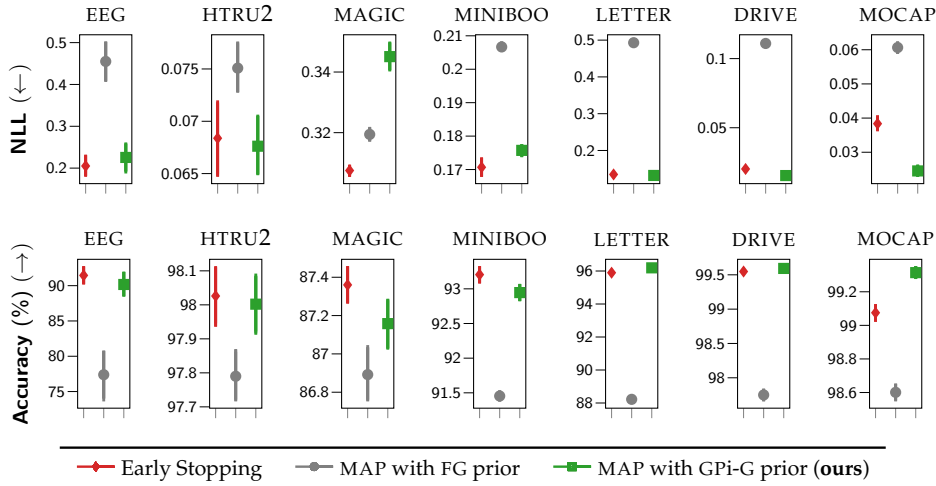 EEG HTRU2 MAGIC MINIBOO LETTER DRIVE MOCAP
NLL (←)
0.5 0.4 0.3 0.2
0.075 0.07 0.065
0.34 0.32
0.21 0.2 0.19 0.18 0.17
0.5 0.4 0.3 0.2
0.1 0.05
0.06 0.05 0.04 0.03
EEG HTRU2 MAGIC MINIBOO LETTER DRIVE MOCAP
Accuracy (%) (→)
90 85 80 75
98.1 98 97.9 97.8 97.7
87.4 87.2 87 86.8
93 92.5 92 91.5
96 94 92 90 88
99.5 99 98.5 98
99.2 99 98.8 98.6
Early Stopping MAP with FG prior MAP with GPi-G prior (ours)